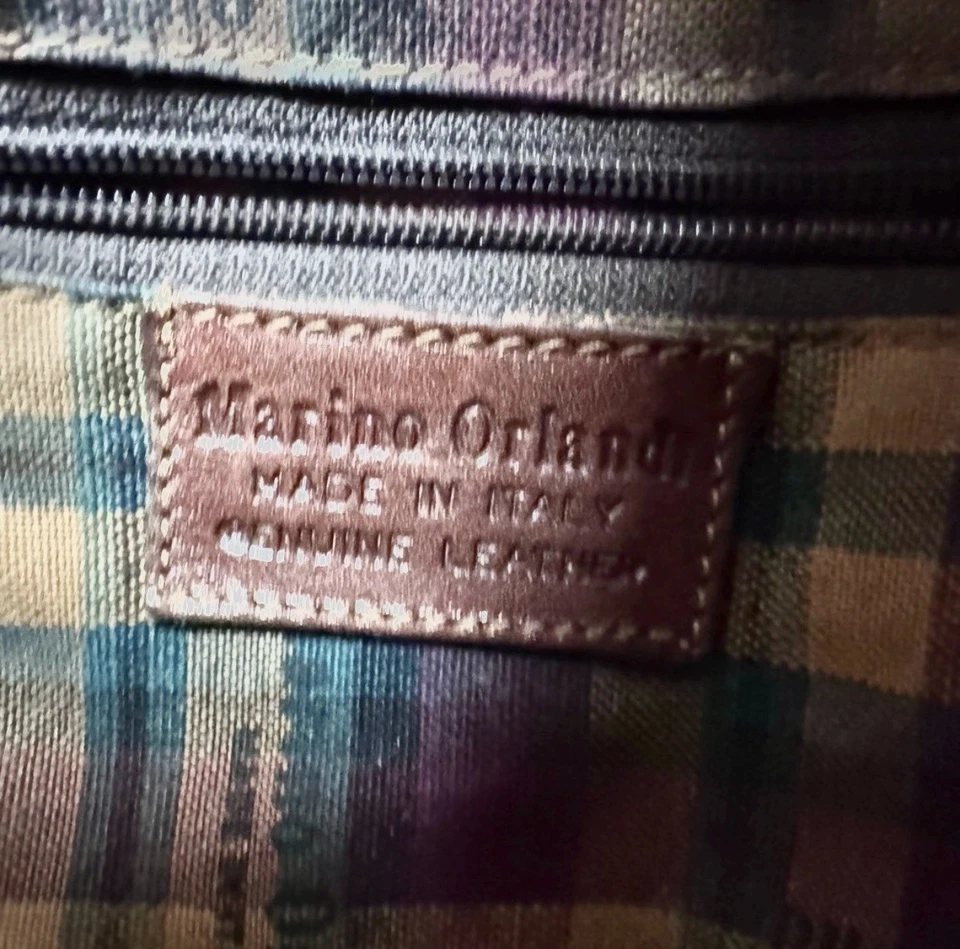 Marino Orlandi
MADE IN ITALY
GENUINE LEATHER